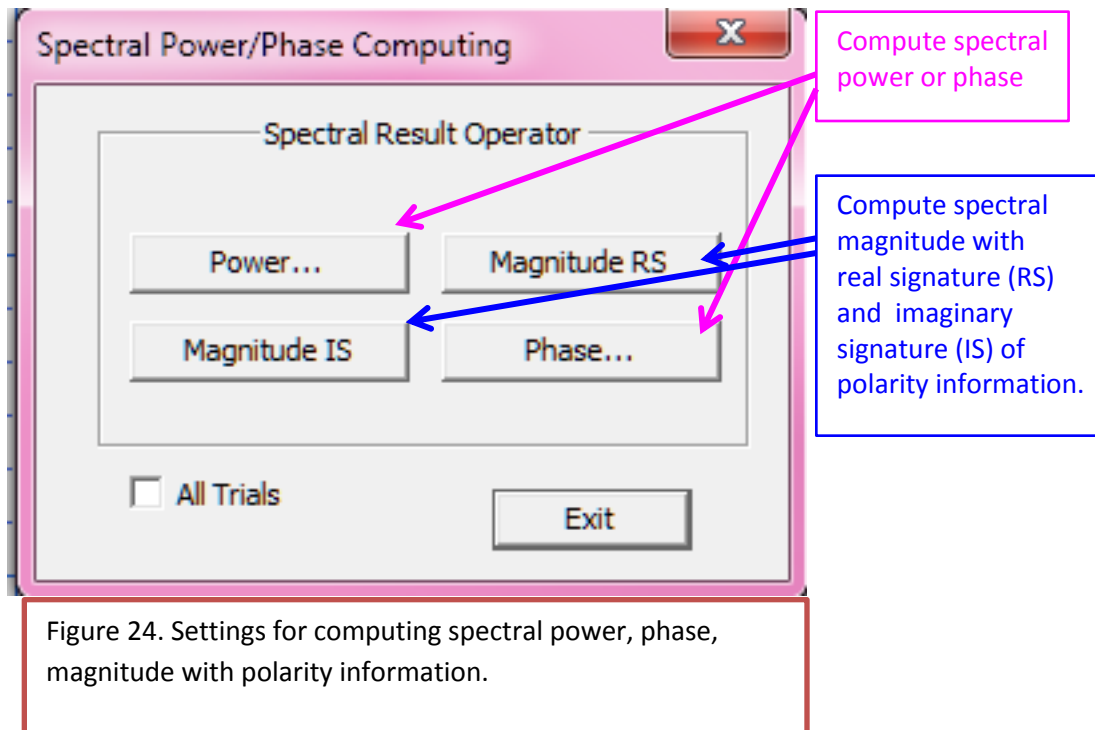 Spectral Power/Phase Computing
x
Compute spectral
power or phase
Spectral Result Operator
Power...
Magnitude RS
Magnitude IS
Phase...
Compute spectral
magnitude with
real signature (RS)
and imaginary
signature (IS) of
polarity information.
All Trials
Exit
Figure 24. Settings for computing spectral power, phase,
magnitude with polarity information.